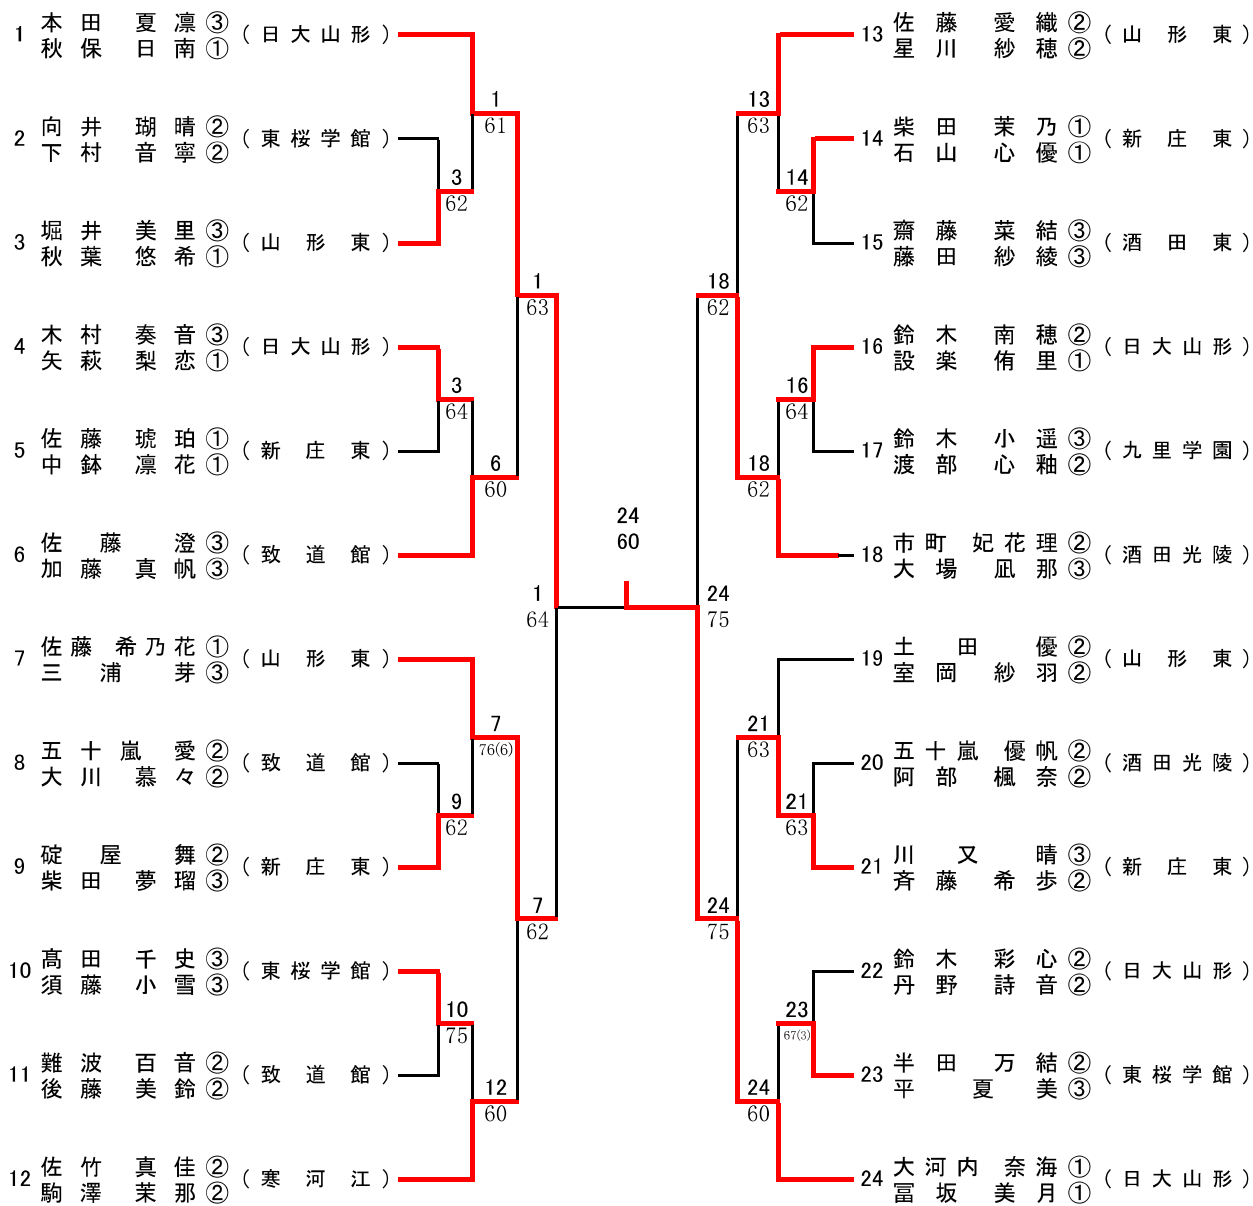 1 本田 夏凛③ (日大山形)
秋保 日南①
2 向井 瑚晴② (東桜学館)
下村 音寧②
3 堀井 美里③ (山形東)
秋葉 悠希①
4 木村 奏音③ (日大山形)
矢萩 梨恋①
5 佐藤 琥珀① (新庄東)
中鉢 凛花①
6 佐藤 澄③ (致道館)
加藤 真帆③
7 佐藤 希乃花① (山形東)
三浦 芽③
8 五十嵐 愛② (致道館)
大川 慕々②
9 碇屋 舞② (新庄東)
柴田 夢瑠③
10 髙田 千史③ (東桜学館)
須藤 小雪③
11 難波 百音② (致道館)
後藤 美鈴②
12 佐竹 真佳② (寒河江)
駒澤 茉那②
1
61
3
62
1
63
3
64
6
60
1
64
7
76(6)
9
62
7
62
10
75
12
60
24
60
13
63
14
62
18
62
16
64
18
62
24
75
21
63
21
63
24
75
23
67(3)
24
60
13 佐藤 愛織② (山形東)
星川 紗穂②
14 柴田 茉乃① (新庄東)
石山 心優①
15 齋藤 菜結③ (酒田東)
藤田 紗綾③
16 鈴木 南穂② (日大山形)
設楽 侑里①
17 鈴木 小遥③ (九里学園)
渡部 心釉②
18 市町 妃花理② (酒田光陵)
大場 凪那③
19 土田 優② (山形東)
室岡 紗羽②
20 五十嵐 優帆② (酒田光陵)
阿部 楓奈②
21 川又 晴③ (新庄東)
斉藤 希歩②
22 鈴木 彩心② (日大山形)
丹野 詩音②
23 半田 万結② (東桜学館)
平 夏美③
24 大河内 奈海① (日大山形)
冨坂 美月①